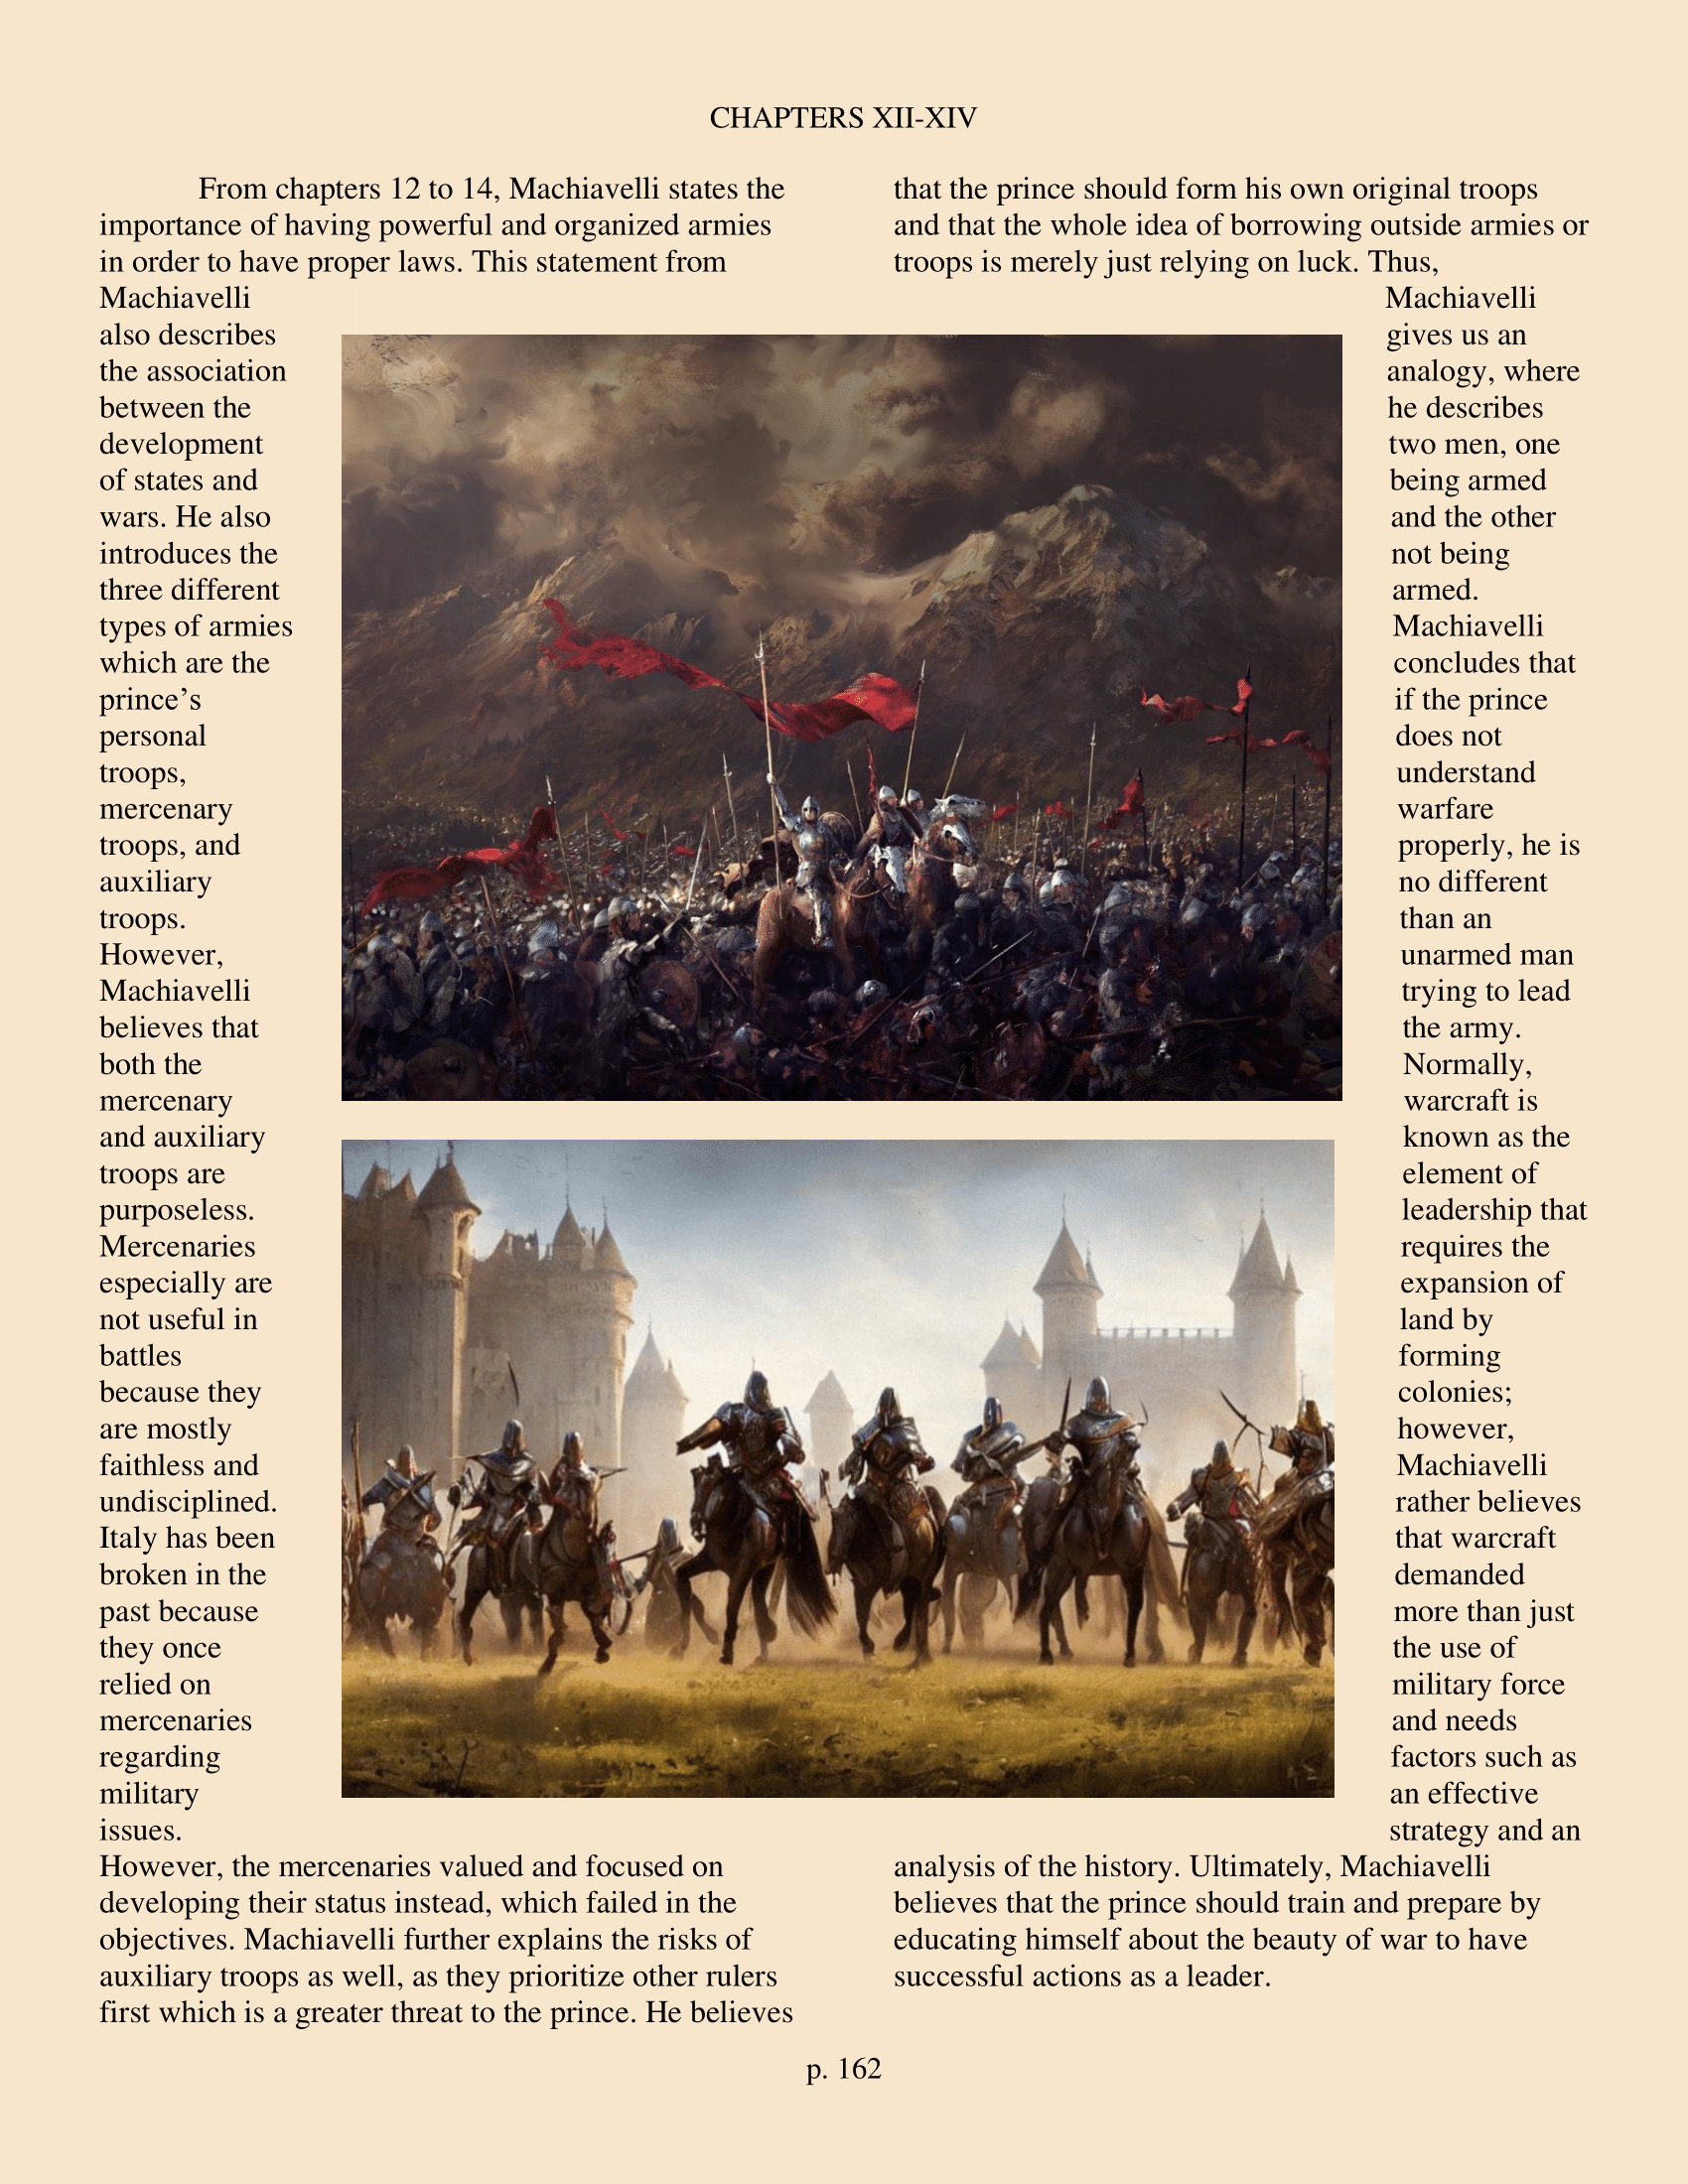 CHAPTERS XII-XIV
From chapters 12 to 14, Machiavelli states the
importance of having powerful and organized armies
in order to have proper laws. This statement from
Machiavelli
also describes
the association
between the
development
of states and
wars. He also
introduces the
three different
types of armies
which are the
prince’s
personal
troops,
mercenary
troops, and
auxiliary
troops.
However,
Machiavelli
believes that
both the
mercenary
and auxiliary
troops are
purposeless.
Mercenaries
especially are
not useful in
battles
because they
are mostly
faithless and
undisciplined.
Italy has been
broken in the
past because
they once
relied on
mercenaries
regarding
military
issues.
However, the mercenaries valued and focused on
developing their status instead, which failed in the
objectives. Machiavelli further explains the risks of
auxiliary troops as well, as they prioritize other rulers
first which is a greater threat to the prince. He believes
that the prince should form his own original troops
and that the whole idea of borrowing outside armies or
troops is merely just relying on luck. Thus,
Machiavelli
gives us an
analogy, where
he describes
two men, one
being armed
and the other
not being
armed.
Machiavelli
concludes that
if the prince
does not
understand
warfare
properly, he is
no different
than an
unarmed man
trying to lead
the army.
Normally,
warcraft is
known as the
element of
leadership that
requires the
expansion of
land by
forming
colonies;
however,
Machiavelli
rather believes
that warcraft
demanded
more than just
the use of
military force
and needs
factors such as
an effective
strategy and an
analysis of the history. Ultimately, Machiavelli
believes that the prince should train and prepare by
educating himself about the beauty of war to have
successful actions as a leader.
p. 162